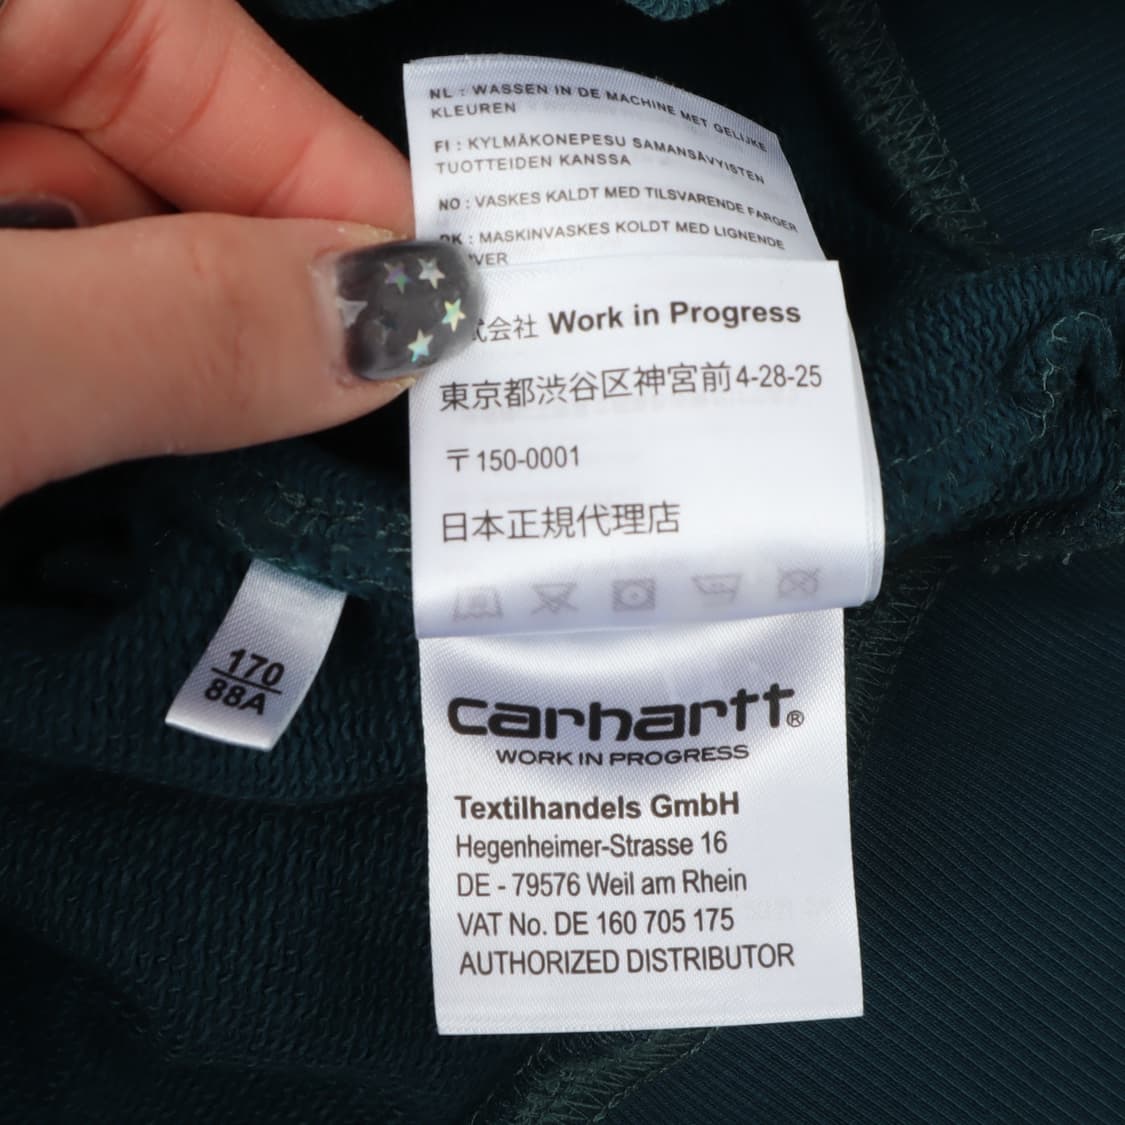 NL : WASSEN IN DE MACHINE MET GELIJKE
KLEUREN
FI : KYLMÄKONEPESU SAMANSÄVYISTEN
TUOTTEIDEN KANSSA
NO : VASKES KALDT MED TILSVARENDE FARGER
DK : MASKINVASKES KOLDT MED LIGNENDE
VER
式会社 Work in Progress
東京都渋谷区神宮前4-28-25
〒150-0001
日本正規代理店
170
88A
carhartt®
WORK IN PROGRESS
Textilhandels GmbH
Hegenheimer-Strasse 16
DE - 79576 Weil am Rhein
VAT No. DE 160 705 175
AUTHORIZED DISTRIBUTOR